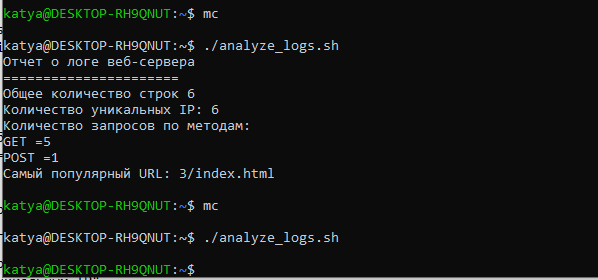 katya@DESKTOP-RH9QNUT:~$ mc
katya@DESKTOP-RH9QNUT:~$ ./analyze_logs.sh
Отчет о логе веб-сервера
======================
Общее количество строк 6
Количество уникальных IP: 6
Количество запросов по методам:
GET =5
POST =1
Самый популярный URL: 3/index.html
katya@DESKTOP-RH9QNUT:~$ mc
katya@DESKTOP-RH9QNUT:~$ ./analyze_logs.sh
katya@DESKTOP-RH9QNUT:~$